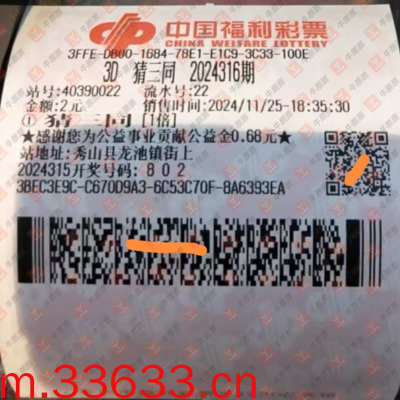 中国福利彩票
CHINA WELFARE LOTTERY
3FFE-D800-1684-78E1-E1C9-3C33-100E
3D 猜三同 2024316期
站号:40390022 流水号:22
金额:2元 销售时间:2024/11/25-18:35:30
① 猜三同 [1倍]
★感谢您为公益事业贡献公益金0.68元★
站地址:秀山县龙池镇街上
2024315开奖号码:8 0 2
38EC3E9C-C670D9A3-6C53C70F-8A6393EA
m.33633.cn